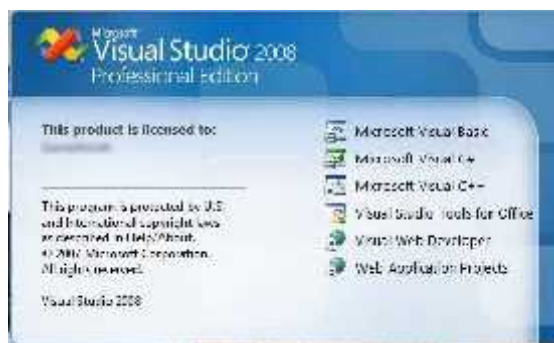 Microsoft
Visual Studio 2008
Professional Edition
This product is licensed to:
This program is protected by U.S.
and international copyright laws
as described in Help/About.
© 2007 Microsoft Corporation.
All rights reserved.
Visual Studio 2008
Microsoft Visual Basic
Microsoft Visual C#
Microsoft Visual C++
Visual Studio Tools for Office
Visual Web Developer
Web Application Projects